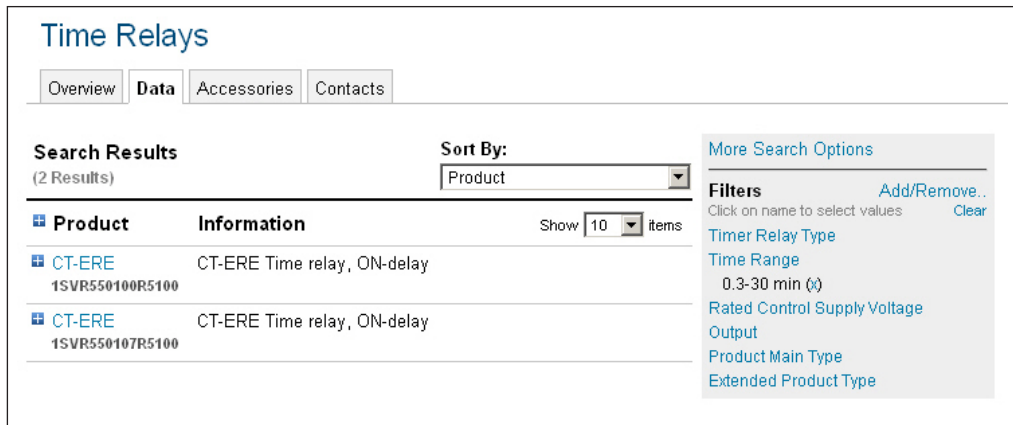 Time Relays
Overview Data Accessories Contacts
Search Results
(2 Results)
Sort By:
Product
Product Information Show 10 items
CT-ERE CT-ERE Time relay, ON-delay
1SVR550100R5100
CT-ERE CT-ERE Time relay, ON-delay
1SVR550107R5100
More Search Options
Filters Add/Remove..
Click on name to select values Clear
Timer Relay Type
Time Range
0.3-30 min (x)
Rated Control Supply Voltage
Output
Product Main Type
Extended Product Type